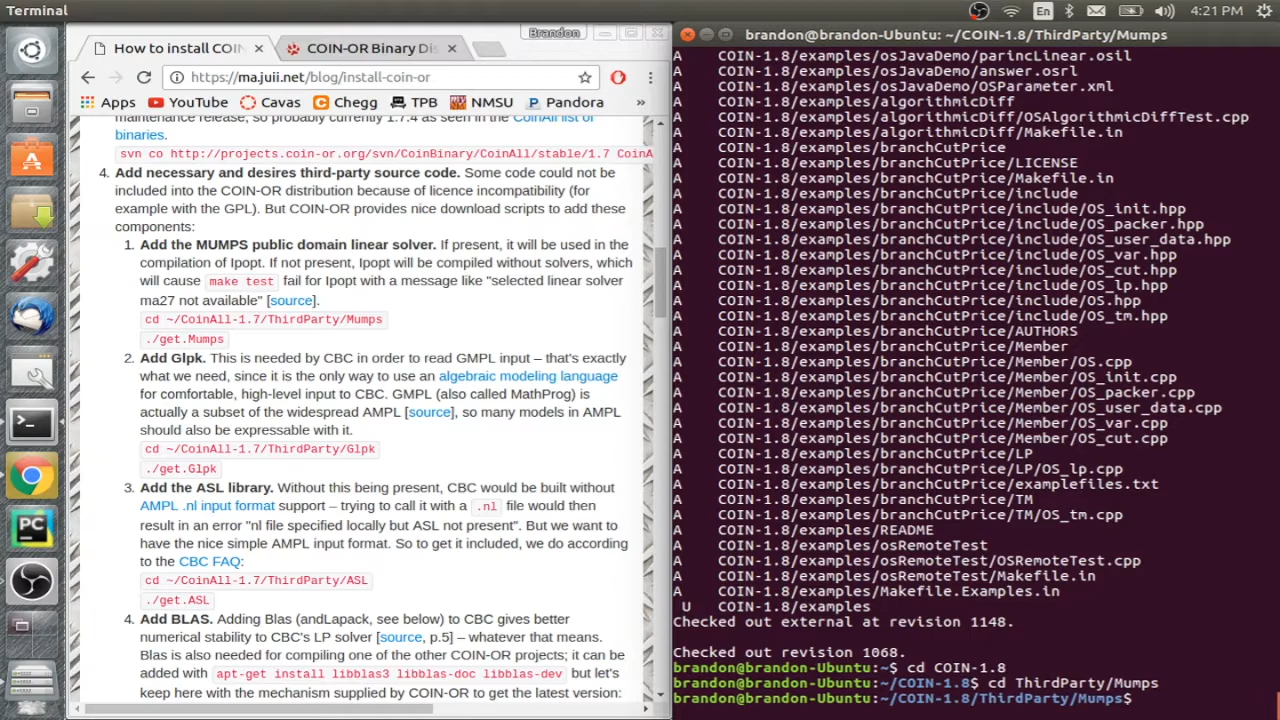 Terminal
En
4:21 PM
Brandon
How to install COIN
COIN-OR Binary Dis
https://ma.juii.net/blog/install-coin-or
Apps YouTube Cavas Chegg TPB NMSU Pandora »
maintenance release, so probably currently 1.7.4 as seen in the CoinAll list of
binaries.
svn co http://projects.coin-or.org/svn/CoinBinary/CoinAll/stable/1.7 CoinA
4. Add necessary and desires third-party source code. Some code could not be
included into the COIN-OR distribution because of licence incompatibility (for
example with the GPL). But COIN-OR provides nice download scripts to add these
components:
1. Add the MUMPS public domain linear solver. If present, it will be used in the
compilation of Ipopt. If not present, Ipopt will be compiled without solvers, which
will cause make test fail for Ipopt with a message like "selected linear solver
ma27 not available" [source].
cd ~/CoinAll-1.7/ThirdParty/Mumps
./get.Mumps
2. Add Glpk. This is needed by CBC in order to read GMPL input – that's exactly
what we need, since it is the only way to use an algebraic modeling language
for comfortable, high-level input to CBC. GMPL (also called MathProg) is
actually a subset of the widespread AMPL [source], so many models in AMPL
should also be expressable with it.
cd ~/CoinAll-1.7/ThirdParty/Glpk
./get.Glpk
3. Add the ASL library. Without this being present, CBC would be built without
AMPL .nl input format support – trying to call it with a .nl file would then
result in an error "nl file specified locally but ASL not present". But we want to
have the nice simple AMPL input format. So to get it included, we do according
to the CBC FAQ:
cd ~/CoinAll-1.7/ThirdParty/ASL
./get.ASL
4. Add BLAS. Adding Blas (andLapack, see below) to CBC gives better
numerical stability to CBC's LP solver [source, p.5] – whatever that means.
Blas is also needed for compiling one of the other COIN-OR projects; it can be
added with apt-get install libblas3 libblas-doc libblas-dev but let's
keep here with the mechanism supplied by COIN-OR to get the latest version:
brandon@brandon-Ubuntu: ~/COIN-1.8/ThirdParty/Mumps
A COIN-1.8/examples/osJavaDemo/parincLinear.osil
A COIN-1.8/examples/osJavaDemo/answer.osrl
A COIN-1.8/examples/osJavaDemo/OSParameter.xml
A COIN-1.8/examples/algorithmicDiff
A COIN-1.8/examples/algorithmicDiff/OSAlgorithmicDiffTest.cpp
A COIN-1.8/examples/algorithmicDiff/Makefile.in
A COIN-1.8/examples/branchCutPrice
A COIN-1.8/examples/branchCutPrice/LICENSE
A COIN-1.8/examples/branchCutPrice/Makefile.in
A COIN-1.8/examples/branchCutPrice/include
A COIN-1.8/examples/branchCutPrice/include/OS_init.hpp
A COIN-1.8/examples/branchCutPrice/include/OS_packer.hpp
A COIN-1.8/examples/branchCutPrice/include/OS_user_data.hpp
A COIN-1.8/examples/branchCutPrice/include/OS_var.hpp
A COIN-1.8/examples/branchCutPrice/include/OS_cut.hpp
A COIN-1.8/examples/branchCutPrice/include/OS_lp.hpp
A COIN-1.8/examples/branchCutPrice/include/OS.hpp
A COIN-1.8/examples/branchCutPrice/include/OS_tm.hpp
A COIN-1.8/examples/branchCutPrice/AUTHORS
A COIN-1.8/examples/branchCutPrice/Member
A COIN-1.8/examples/branchCutPrice/Member/OS.cpp
A COIN-1.8/examples/branchCutPrice/Member/OS_init.cpp
A COIN-1.8/examples/branchCutPrice/Member/OS_packer.cpp
A COIN-1.8/examples/branchCutPrice/Member/OS_user_data.cpp
A COIN-1.8/examples/branchCutPrice/Member/OS_var.cpp
A COIN-1.8/examples/branchCutPrice/Member/OS_cut.cpp
A COIN-1.8/examples/branchCutPrice/LP
A COIN-1.8/examples/branchCutPrice/LP/OS_lp.cpp
A COIN-1.8/examples/branchCutPrice/examplefiles.txt
A COIN-1.8/examples/branchCutPrice/TM
A COIN-1.8/examples/branchCutPrice/TM/OS_tm.cpp
A COIN-1.8/examples/README
A COIN-1.8/examples/osRemoteTest
A COIN-1.8/examples/osRemoteTest/OSRemoteTest.cpp
A COIN-1.8/examples/osRemoteTest/Makefile.in
A COIN-1.8/examples/Makefile.Examples.in
U COIN-1.8/examples
Checked out external at revision 1148.
Checked out revision 1068.
brandon@brandon-Ubuntu:~$ cd COIN-1.8
brandon@brandon-Ubuntu:~/COIN-1.8$ cd ThirdParty/Mumps
brandon@brandon-Ubuntu:~/COIN-1.8/ThirdParty/Mumps$
PC